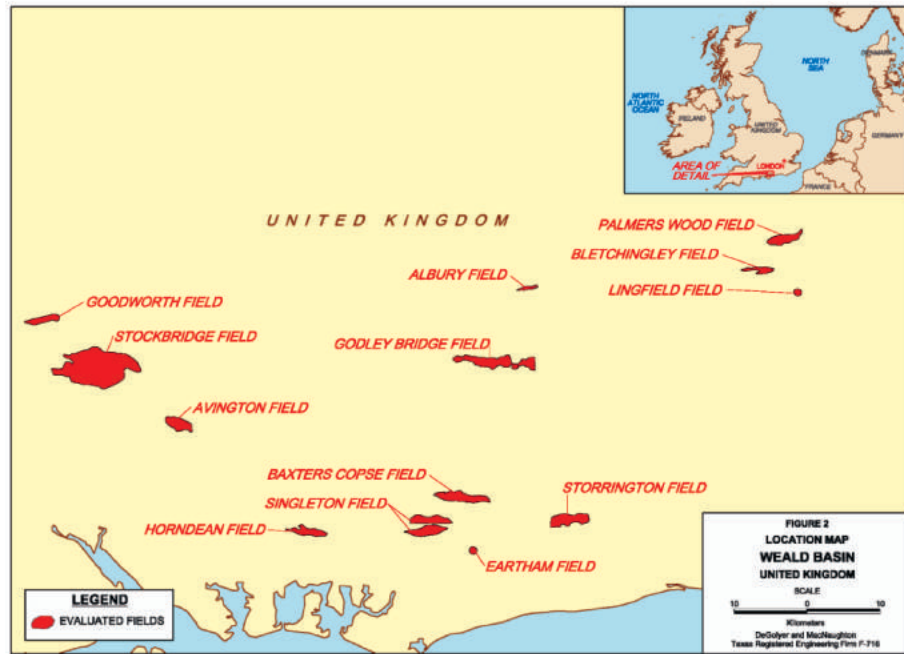 NORTH
ATLANTIC
OCEAN
NORTH
SEA
DENMARK
IRELAND
UNITED
KINGDOM
GERMANY
LONDON
AREA OF
DETAIL
FRANCE
UNITED KINGDOM
PALMERS WOOD FIELD
BLETCHINGLEY FIELD
ALBURY FIELD
LINGFIELD FIELD
GOODWORTH FIELD
STOCKBRIDGE FIELD
GODLEY BRIDGE FIELD
AVINGTON FIELD
BAXTERS COPSE FIELD
SINGLETON FIELD
STORRINGTON FIELD
HORNDEAN FIELD
EARTHAM FIELD
LEGEND
EVALUATED FIELDS
FIGURE 2
LOCATION MAP
WEALD BASIN
UNITED KINGDOM
SCALE
10 0 10
Kilometers
DeGolyer and MacNaughton
Texas Registered Engineering Firm F-716